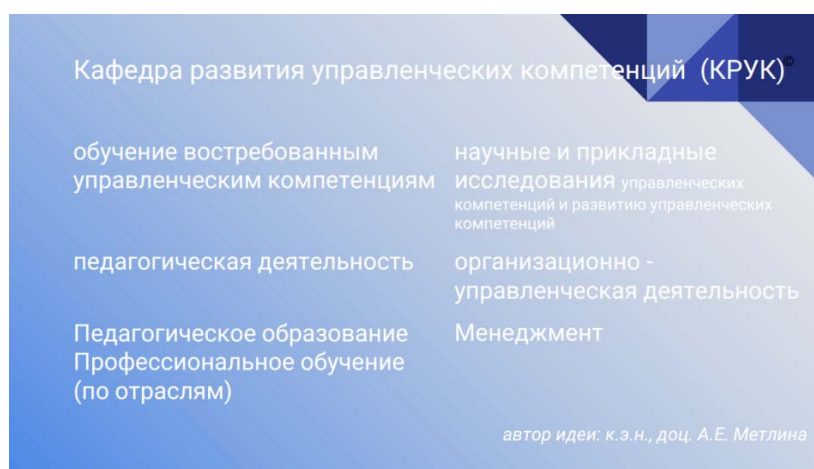 Кафедра развития управленческих компетенций (КРУК)©
обучение востребованным
управленческим компетенциям
научные и прикладные
исследования управленческих
компетенций и развитию управленческих
компетенций
педагогическая деятельность
организационно -
управленческая деятельность
Педагогическое образование
Профессиональное обучение
(по отраслям)
Менеджмент
автор идеи: к.э.н., доц. А.Е. Метлина